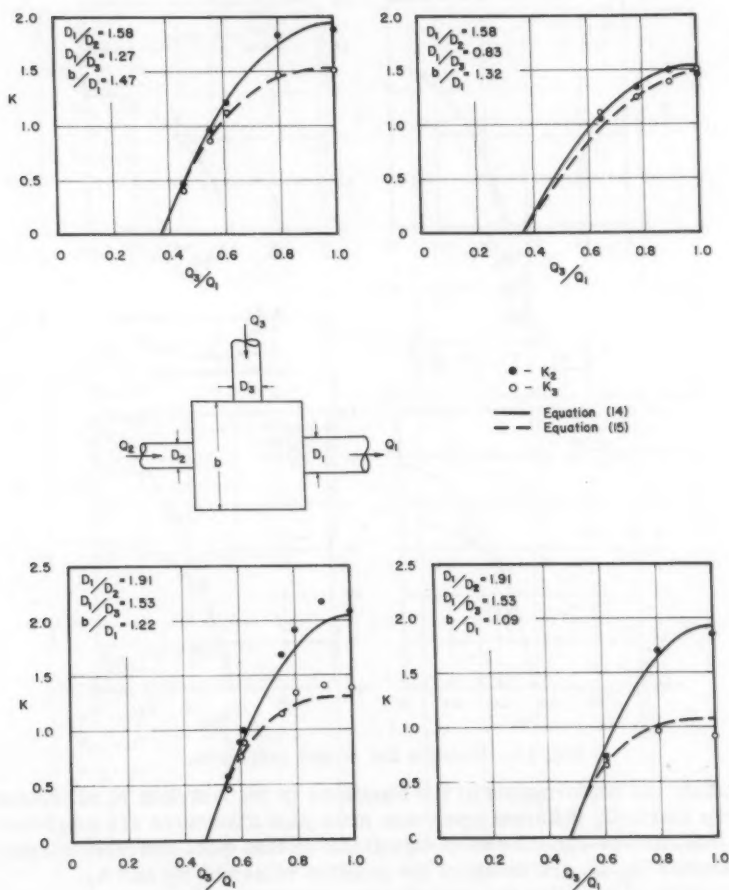 2.0
1.5
K
1.0
0.5
0
D₁/D₂ = 1.58
D₁/D₃ = 1.27
b/D₁ = 1.47
0 0.2 0.4 0.6 0.8 1.0
Q₃/Q₁
2.0
1.5
1.0
0.5
0
D₁/D₂ = 1.58
D₁/D₃ = 0.83
b/D₁ = 1.32
0 0.2 0.4 0.6 0.8 1.0
Q₃/Q₁
Q₃
D₃
Q₂
D₂
b
D₁
Q₁
● – K₂
○ – K₃
Equation (14)
Equation (15)
2.5
2.0
1.5
K
1.0
0.5
0
D₁/D₂ = 1.91
D₁/D₃ = 1.53
b/D₁ = 1.22
0 0.2 0.4 0.6 0.8 1.0
Q₃/Q₁
2.5
2.0
1.5
K
1.0
0.5
0
D₁/D₂ = 1.91
D₁/D₃ = 1.53
b/D₁ = 1.09
0 0.2 0.4 0.6 0.8 1.0
Q₃/Q₁